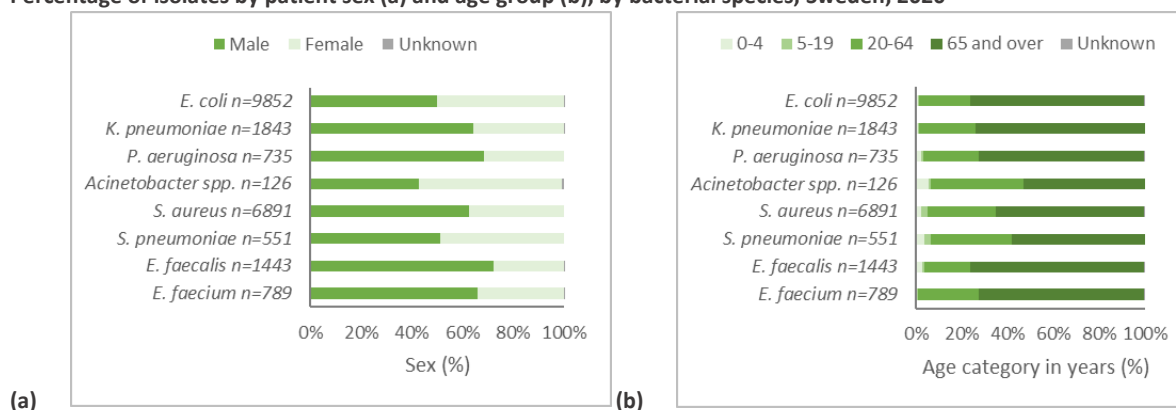 Percentage of isolates by patient sex (a) and age group (b), by bacterial species, Sweden, 2020
Male Female Unknown
E. coli n=9852
K. pneumoniae n=1843
P. aeruginosa n=735
Acinetobacter spp. n=126
S. aureus n=6891
S. pneumoniae n=551
E. faecalis n=1443
E. faecium n=789
0% 20% 40% 60% 80% 100%
Sex (%)
(a)
0-4 5-19 20-64 65 and over Unknown
E. coli n=9852
K. pneumoniae n=1843
P. aeruginosa n=735
Acinetobacter spp. n=126
S. aureus n=6891
S. pneumoniae n=551
E. faecalis n=1443
E. faecium n=789
0% 20% 40% 60% 80% 100%
Age category in years (%)
(b)